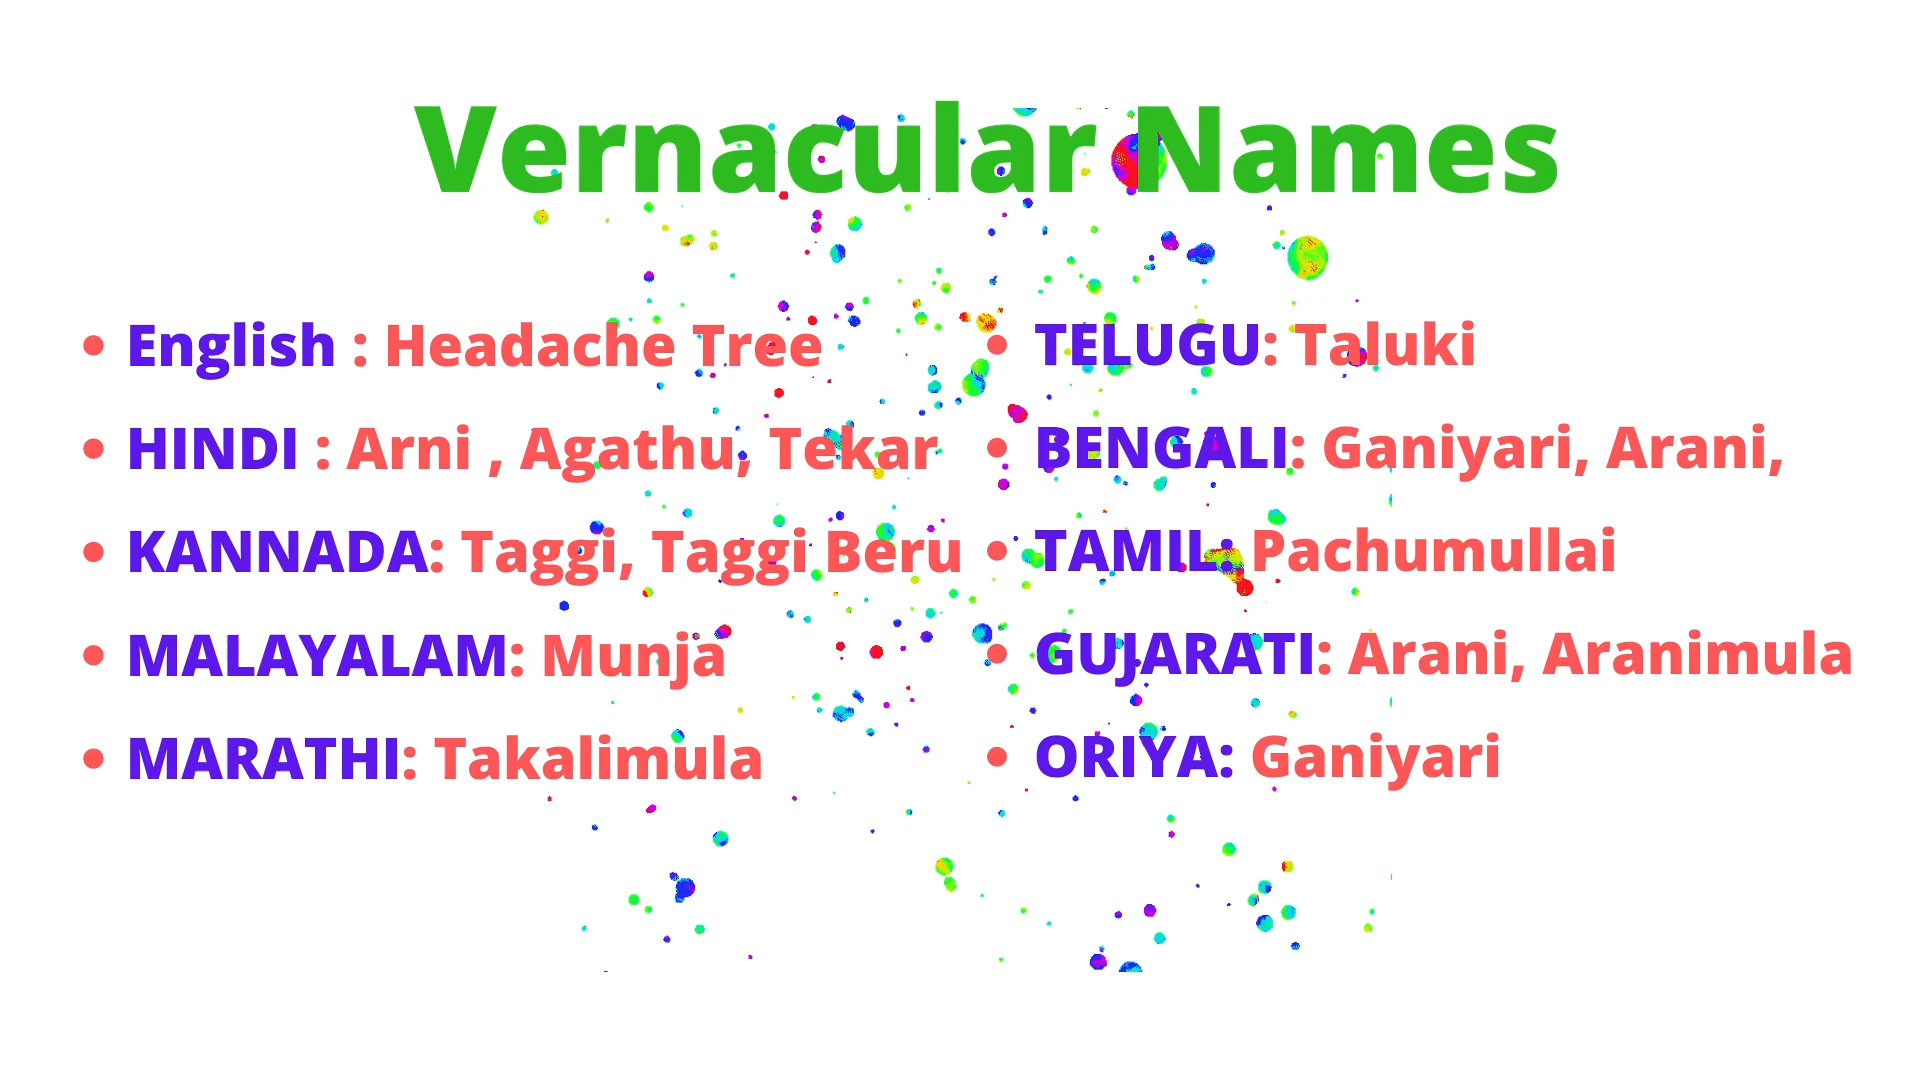 Vernacular Names
• English : Headache Tree
• HINDI : Arni , Agathu, Tekar
• KANNADA: Taggi, Taggi Beru
• MALAYALAM: Munja
• MARATHI: Takalimula
• TELUGU: Taluki
• BENGALI: Ganiyari, Arani,
• TAMIL: Pachumullai
• GUJARATI: Arani, Aranimula
• ORIYA: Ganiyari